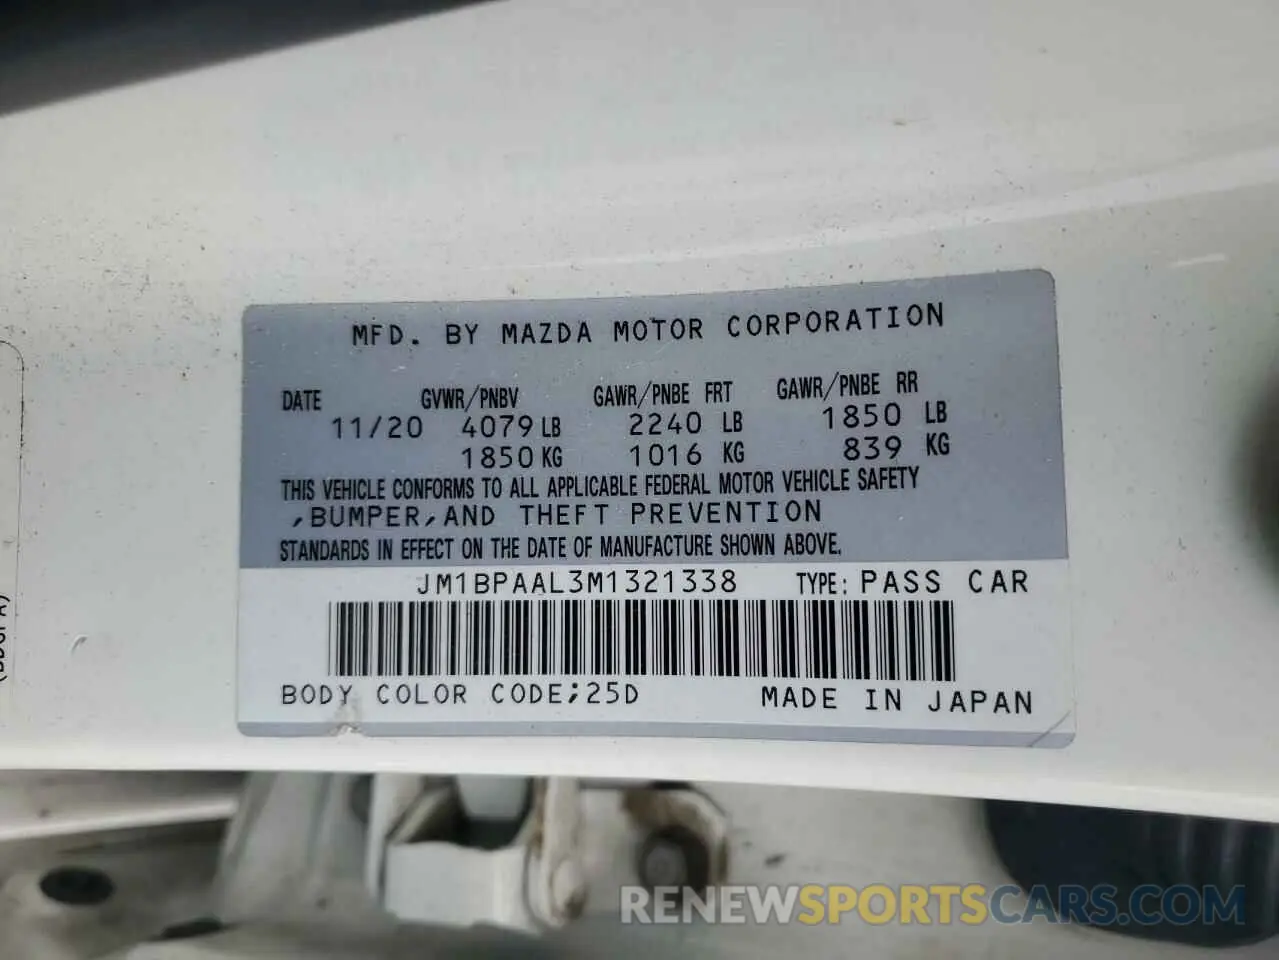 MFD. BY MAZDA MOTOR CORPORATION
DATE GVWR/PNBV GAWR/PNBE FRT GAWR/PNBE RR
11/20 4079 LB 2240 LB 1850 LB
1850 KG 1016 KG 839 KG
THIS VEHICLE CONFORMS TO ALL APPLICABLE FEDERAL MOTOR VEHICLE SAFETY
,BUMPER,AND THEFT PREVENTION
STANDARDS IN EFFECT ON THE DATE OF MANUFACTURE SHOWN ABOVE.
JM1BPAAL3M1321338 TYPE: PASS CAR
BODY COLOR CODE;25D MADE IN JAPAN
RENEWSPORTSCARS.COM